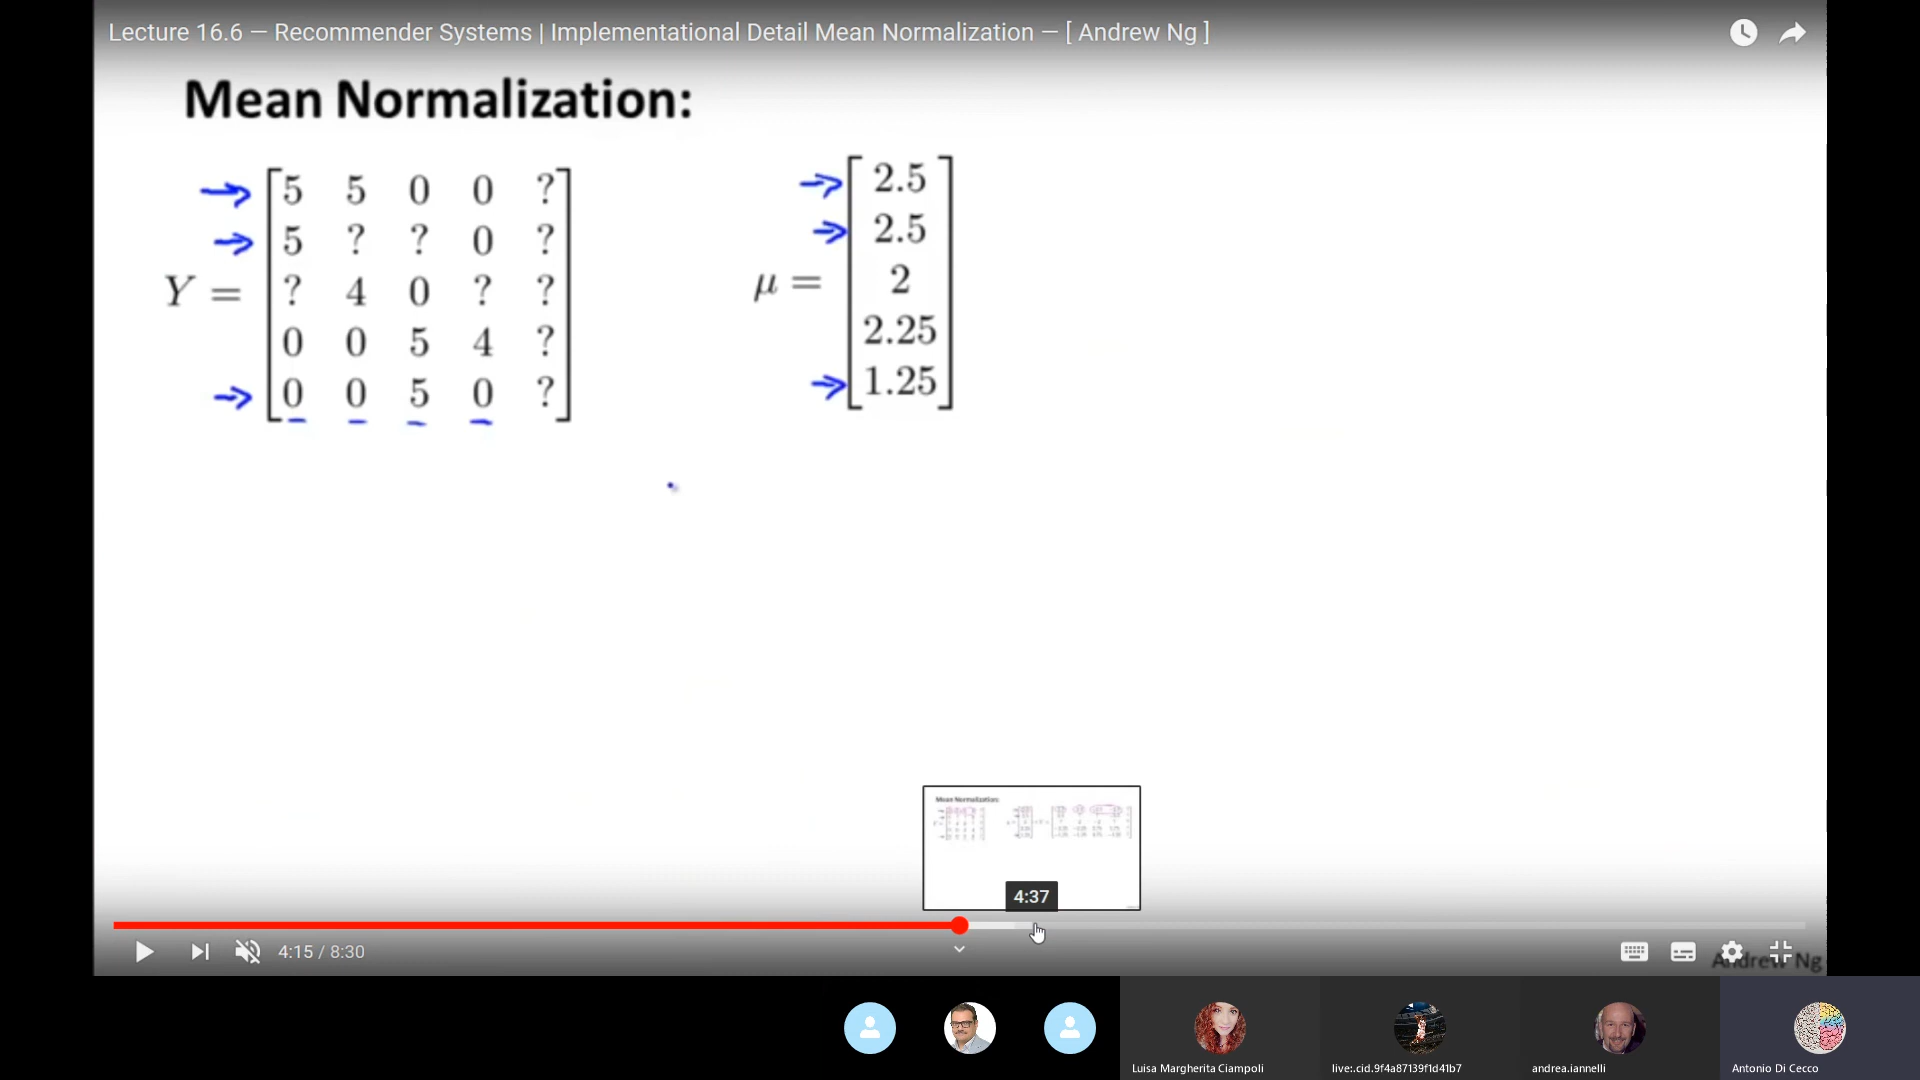 Lecture 16.6 — Recommender Systems | Implementational Detail Mean Normalization — [ Andrew Ng ]
Mean Normalization:
5 5 0 0 ?
5 ? ? 0 ?
Y = ? 4 0 ? ?
0 0 5 4 ?
0 0 5 0 ?
2.5
2.5
μ = 2
2.25
1.25
Mean Normalization:
4:37
4:15 / 8:30
Andrew Ng
Luisa Margherita Ciampoli
live:.cid.9f4a87139f1d41b7
andrea.iannelli
Antonio Di Cecco